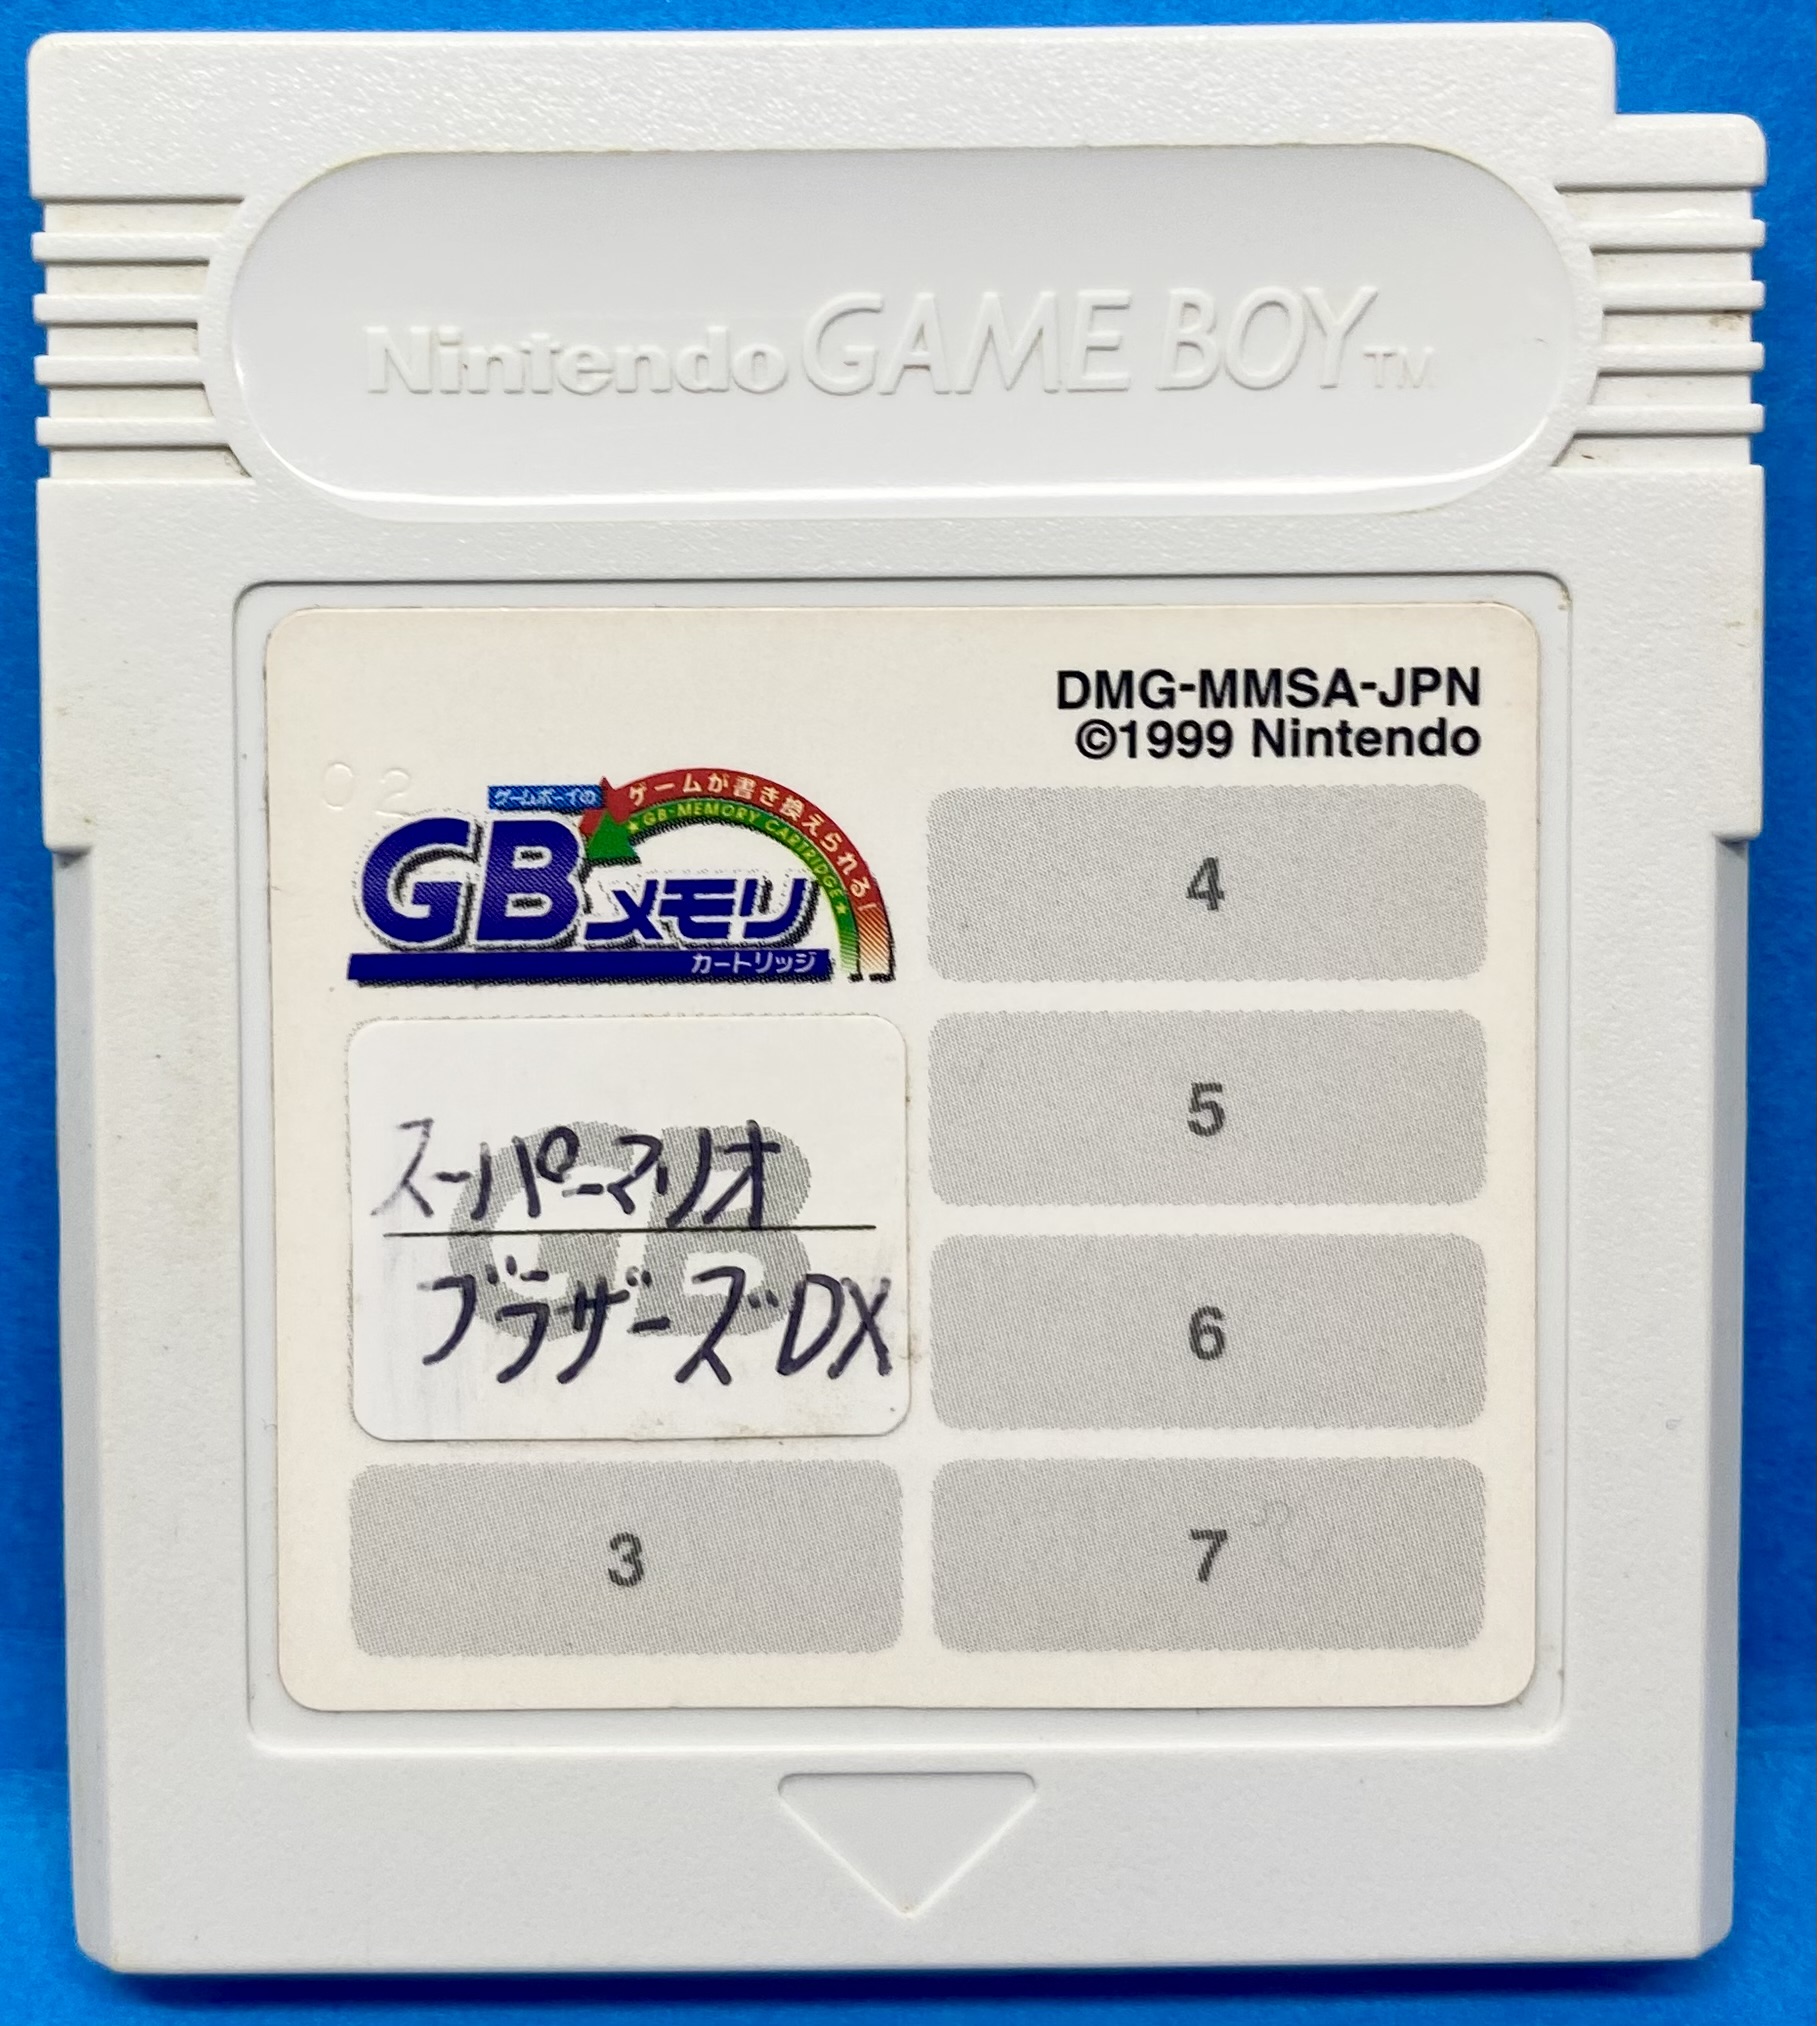 Nintendo GAME BOY TM
DMG-MMSA-JPN
©1999 Nintendo
02
ゲームボーイの
ゲームが書き換えられる!
★GB-MEMORY CARTRIDGE★
GBメモリ
カートリッジ
GB
スーパーマリオ
ブラザーズDX
3
4
5
6
7